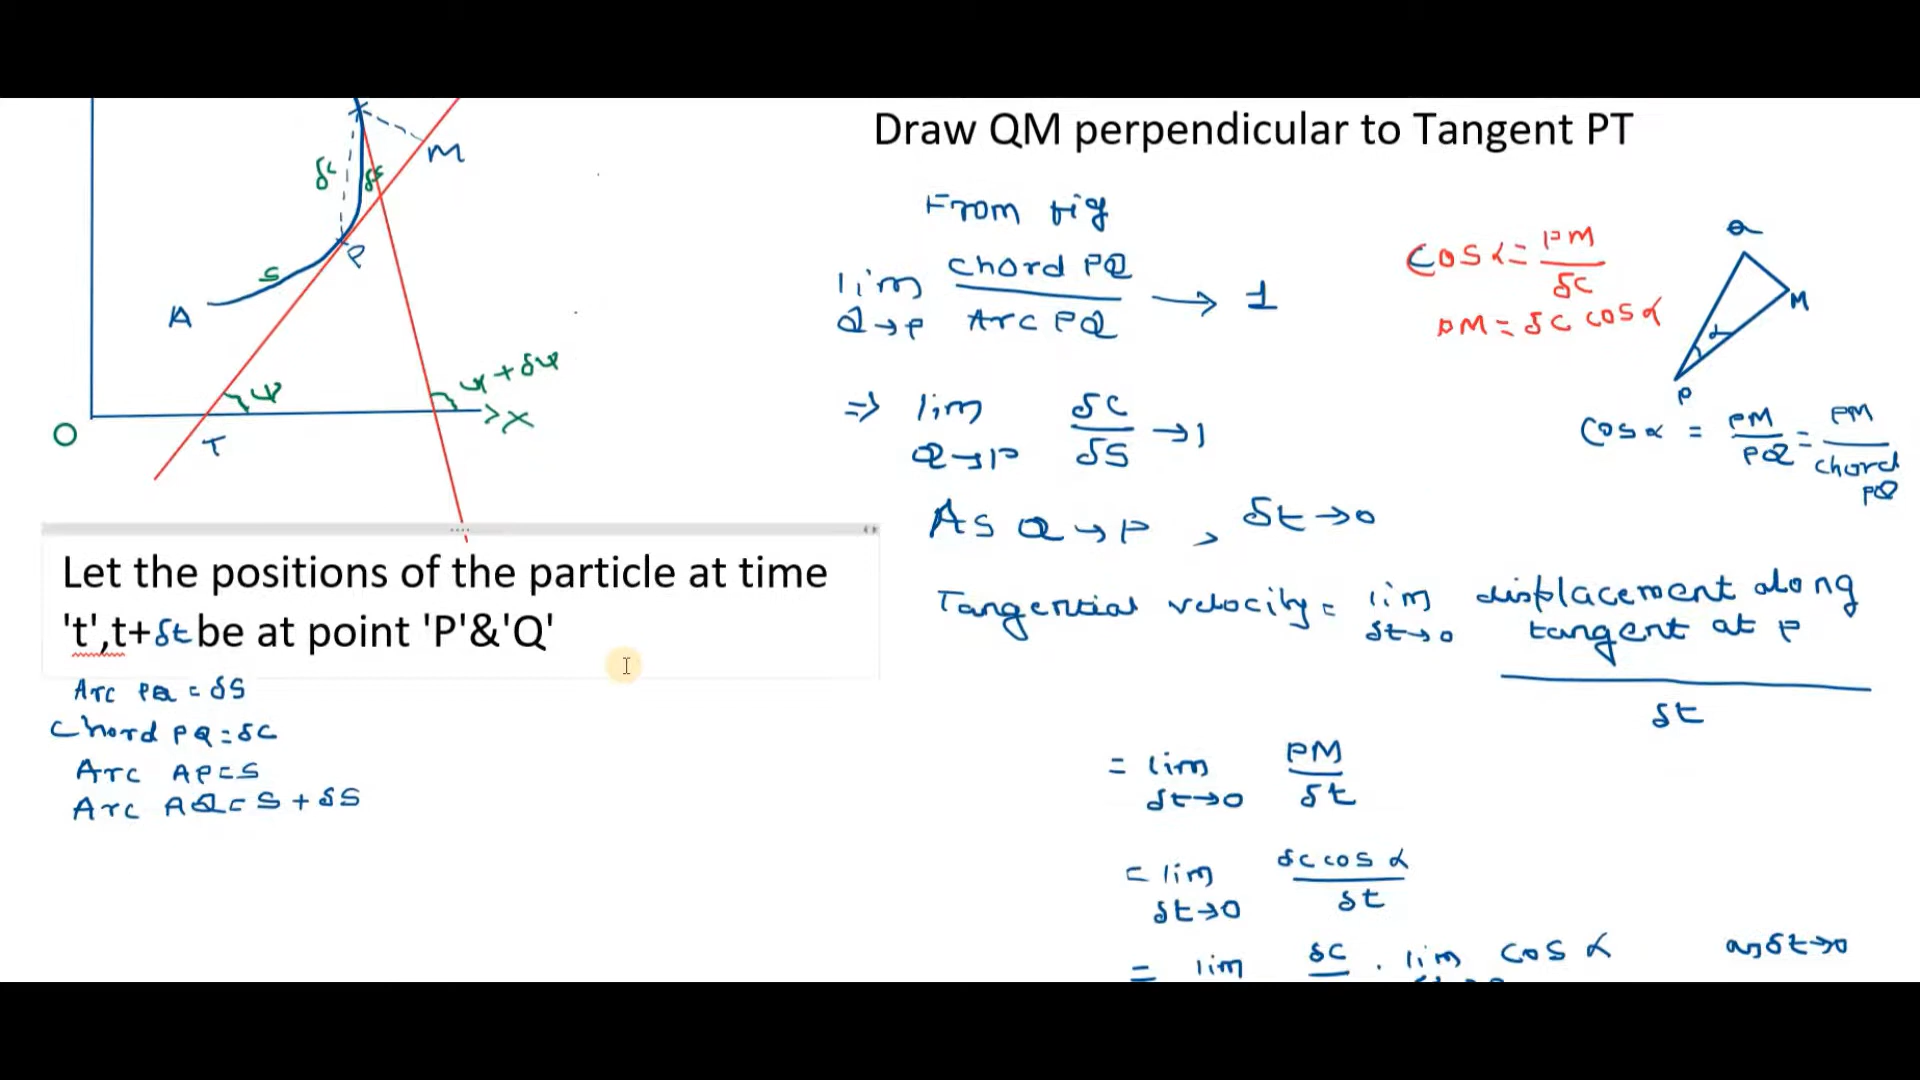 M
δc
δs
P
S
A
ψ
ψ+δψ
X
O
T
Let the positions of the particle at time
't',t+δt be at point 'P'&'Q'
Arc PQ = δS
Chord PQ = δC
Arc AP = S
Arc AQ = S + δS
Draw QM perpendicular to Tangent PT
From fig
lim Q→P Chord PQ / Arc PQ → 1
⇒ lim Q→P δC / δS → 1
As Q→P , δt→0
Cos α = PM / δC
PM = δC cos α
Q
M
α
P
Cos α = PM / PQ = PM / chord PQ
Tangential velocity = lim δt→0 displacement along
tangent at P
δt
= lim δt→0 PM / δt
= lim δt→0 δC cos α / δt
= lim δC . lim cos α as δt→0